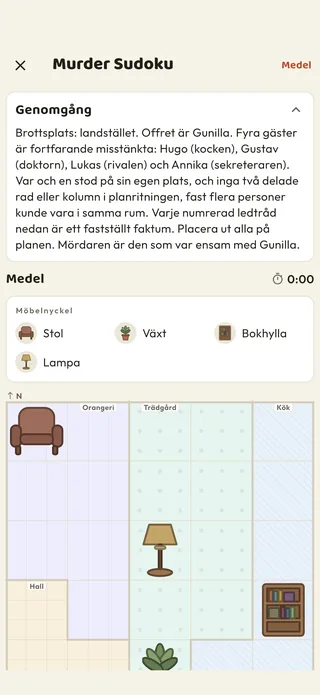 Murder Sudoku
Medel
Genomgång
Brottsplats: landstället. Offret är Gunilla. Fyra gäster
är fortfarande misstänkta: Hugo (kocken), Gustav
(doktorn), Lukas (rivalen) och Annika (sekreteraren).
Var och en stod på sin egen plats, och inga två delade
rad eller kolumn i planritningen, fast flera personer
kunde vara i samma rum. Varje numrerad ledtråd
nedan är ett fastställt faktum. Placera ut alla på
planen. Mördaren är den som var ensam med Gunilla.
Medel
0:00
Möbelnyckel
Stol
Växt
Bokhylla
Lampa
↑ N
Orangeri
Trädgård
Kök
Hall